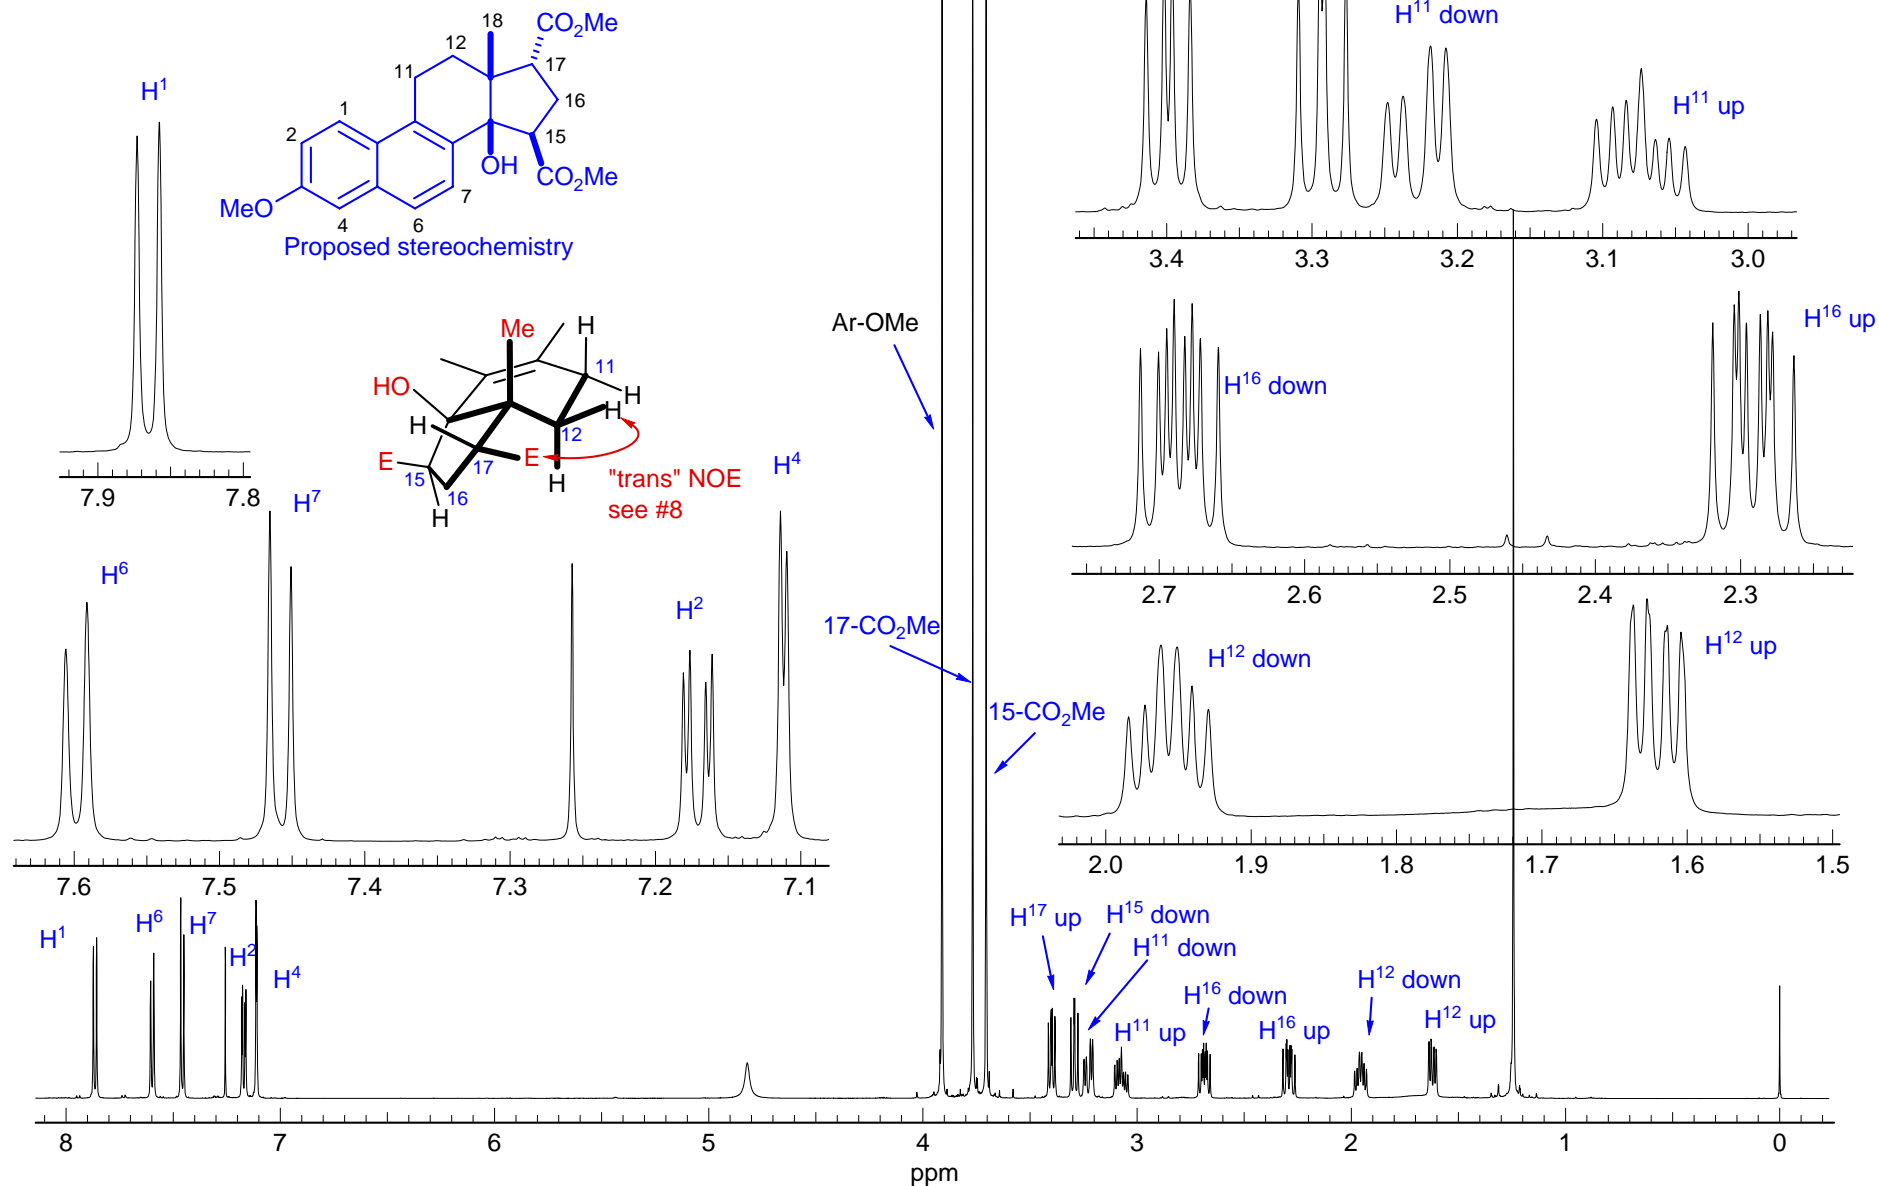 18
CO₂Me
12
17
11
16
1
2
15
OH
CO₂Me
MeO
7
4
6
Proposed stereochemistry
H¹
7.9 7.8
Me
H
11
HO
H
H
H
12
E
E
17
15
16
H
H
"trans" NOE
see #8
H⁶
H⁷
H²
H⁴
7.6 7.5 7.4 7.3 7.2 7.1
Ar-OMe
17-CO₂Me
15-CO₂Me
H¹¹ down
H¹¹ up
3.4 3.3 3.2 3.1 3.0
H¹⁶ down
H¹⁶ up
2.7 2.6 2.5 2.4 2.3
H¹² down
H¹² up
2.0 1.9 1.8 1.7 1.6 1.5
H¹
H⁶
H⁷
H²
H⁴
H¹⁷ up
H¹⁵ down
H¹¹ down
H¹¹ up
H¹⁶ down
H¹⁶ up
H¹² down
H¹² up
8 7 6 5 4 3 2 1 0
ppm